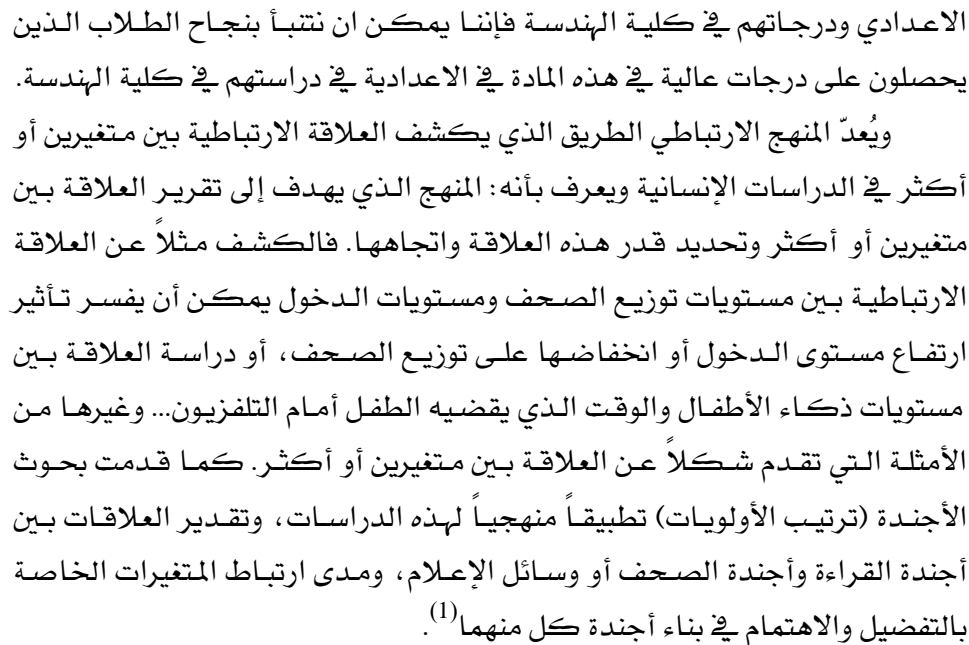 الاعدادي ودرجاتهم في كلية الهندسة فإننا يمكن ان نتنبأ بنجاح الطلاب الذين
يحصلون على درجات عالية في هذه المادة في الاعدادية في دراستهم في كلية الهندسة.
ويُعدّ المنهج الارتباطي الطريق الذي يكشف العلاقة الارتباطية بين متغيرين أو
أكثر في الدراسات الإنسانية ويعرف بأنه: المنهج الذي يهدف إلى تقرير العلاقة بين
متغيرين أو أكثر وتحديد قدر هذه العلاقة واتجاهها. فالكشف مثلاً عن العلاقة
الارتباطية بين مستويات توزيع الصحف ومستويات الدخول يمكن أن يفسر تأثير
ارتفاع مستوى الدخول أو انخفاضها على توزيع الصحف، أو دراسة العلاقة بين
مستويات ذكاء الأطفال والوقت الذي يقضيه الطفل أمام التلفزيون... وغيرها من
الأمثلة التي تقدم شكلاً عن العلاقة بين متغيرين أو أكثر. كما قدمت بحوث
الأجندة (ترتيب الأولويات) تطبيقاً منهجياً لهذه الدراسات، وتقدير العلاقات بين
أجندة القراءة وأجندة الصحف أو وسائل الإعلام، ومدى ارتباط المتغيرات الخاصة
بالتفضيل والاهتمام في بناء أجندة كل منهما(1).